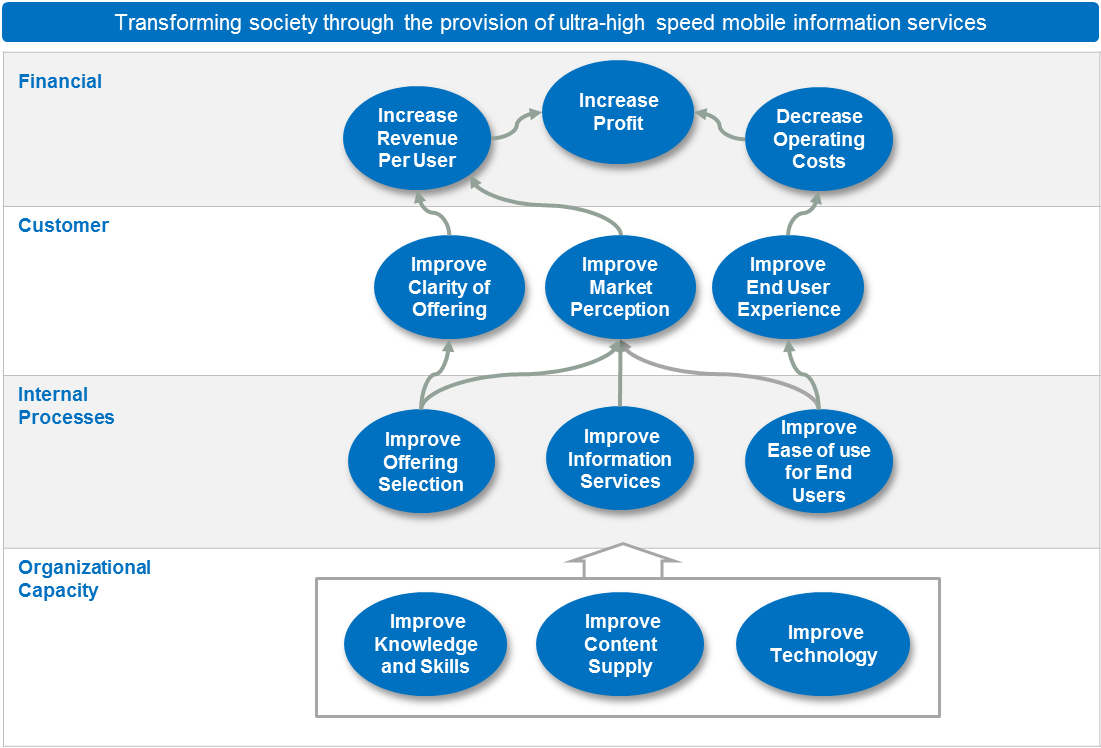 Transforming society through the provision of ultra-high speed mobile information services
Financial
Increase
Revenue
Per User
Increase
Profit
Decrease
Operating
Costs
Customer
Improve
Clarity of
Offering
Improve
Market
Perception
Improve
End User
Experience
Internal
Processes
Improve
Offering
Selection
Improve
Information
Services
Improve
Ease of use
for End
Users
Organizational
Capacity
Improve
Knowledge
and Skills
Improve
Content
Supply
Improve
Technology